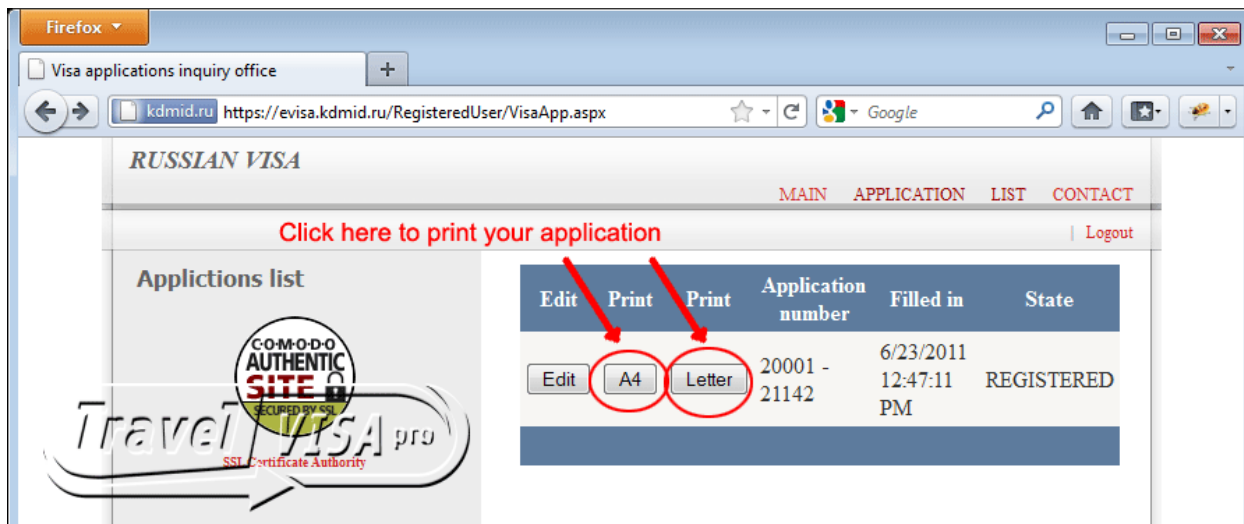 Firefox
Visa applications inquiry office
kdmid.ru https://evisa.kdmid.ru/RegisteredUser/VisaApp.aspx
Google
RUSSIAN VISA
MAIN APPLICATION LIST CONTACT
Click here to print your application
| Logout
Applictions list
Edit Print Print Application number Filled in State
Edit A4 Letter 20001 - 21142 6/23/2011 12:47:11 PM REGISTERED
C·O·M·O·D·O
AUTHENTIC
SITE
SECURED BY SSL
Travel VISA pro
SSL Certificate Authority